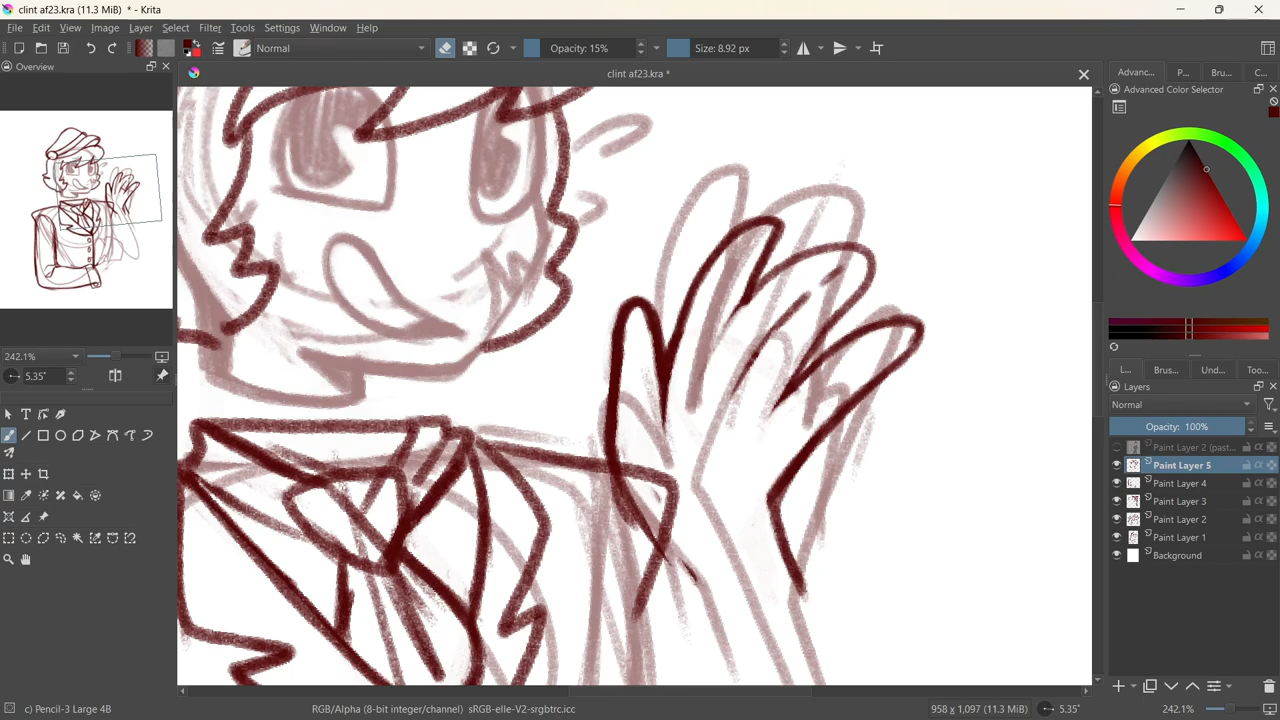 clint af23.kra (11.3 MiB) * - Krita
File Edit View Image Layer Select Filter Tools Settings Window Help
Normal Opacity: 15% Size: 8.92 px
Overview
clint af23.kra *
Advanc... P... Bru... C...
Advanced Color Selector
242.1%
5.35°
L... Brus... Und... Too...
Layers
Normal
Opacity: 100%
Paint Layer 2 (past...
Paint Layer 5
Paint Layer 4
Paint Layer 3
Paint Layer 2
Paint Layer 1
Background
c) Pencil-3 Large 4B RGB/Alpha (8-bit integer/channel) sRGB-elle-V2-srgbtrc.icc 958 x 1,097 (11.3 MiB) 5.35° 242.1%